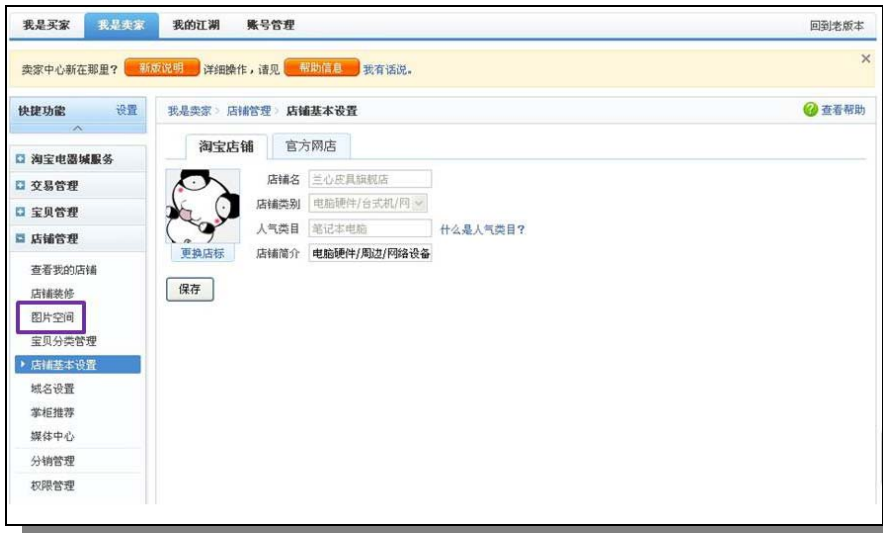 我是买家 我是卖家 我的江湖 账号管理 回到老版本
卖家中心新在那里? 新版说明 详细操作，请见 帮助信息 我有话说。
快捷功能 设置
我是卖家 > 店铺管理 > 店铺基本设置 查看帮助
淘宝店铺 官方网店
淘宝电器城服务
交易管理
宝贝管理
店铺管理
查看我的店铺
店铺装修
图片空间
宝贝分类管理
店铺基本设置
域名设置
掌柜推荐
媒体中心
分销管理
权限管理
店铺名 兰心皮具旗舰店
店铺类别 电脑硬件/台式机/网
人气类目 笔记本电脑 什么是人气类目?
更换店标 店铺简介 电脑硬件/周边/网络设备
保存